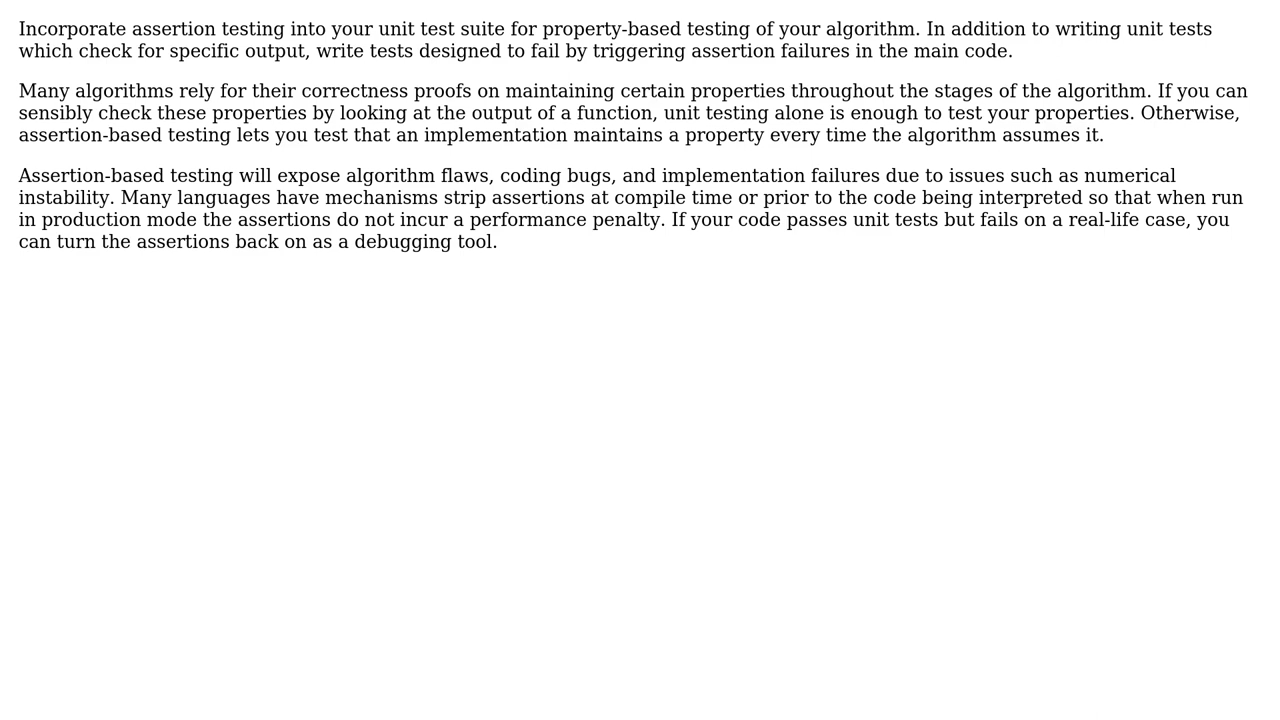 Incorporate assertion testing into your unit test suite for property-based testing of your algorithm. In addition to writing unit tests
which check for specific output, write tests designed to fail by triggering assertion failures in the main code.
Many algorithms rely for their correctness proofs on maintaining certain properties throughout the stages of the algorithm. If you can
sensibly check these properties by looking at the output of a function, unit testing alone is enough to test your properties. Otherwise,
assertion-based testing lets you test that an implementation maintains a property every time the algorithm assumes it.
Assertion-based testing will expose algorithm flaws, coding bugs, and implementation failures due to issues such as numerical
instability. Many languages have mechanisms strip assertions at compile time or prior to the code being interpreted so that when run
in production mode the assertions do not incur a performance penalty. If your code passes unit tests but fails on a real-life case, you
can turn the assertions back on as a debugging tool.